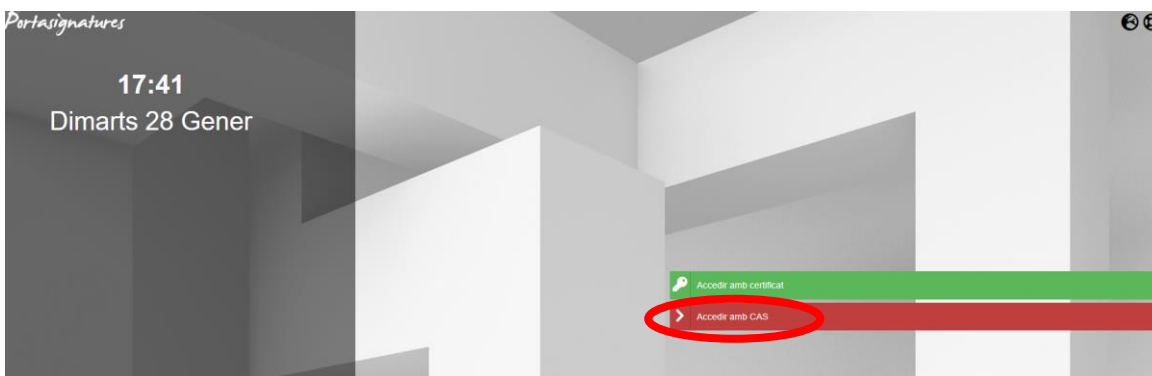 Portasignatures
17:41
Dimarts 28 Gener
Accedir amb certificat
Accedir amb CAS